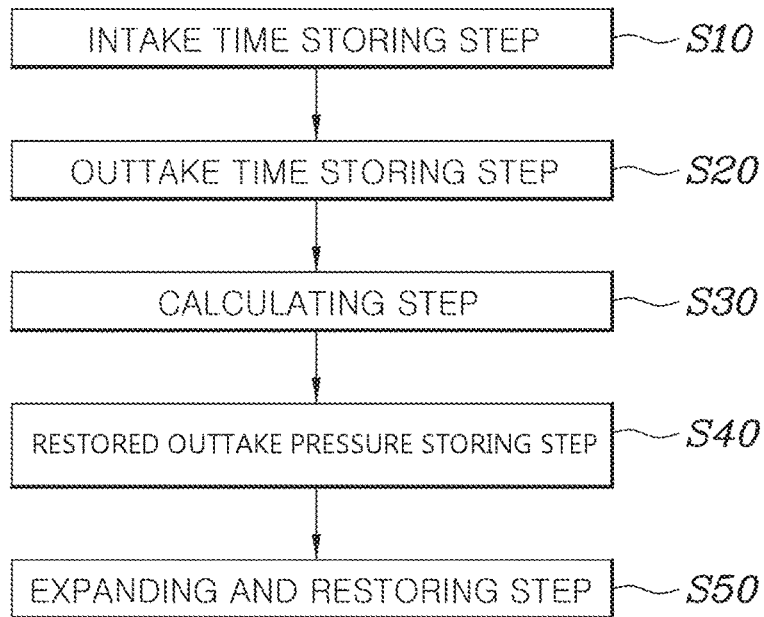 INTAKE TIME STORING STEP S10
OUTTAKE TIME STORING STEP S20
CALCULATING STEP S30
RESTORED OUTTAKE PRESSURE STORING STEP S40
EXPANDING AND RESTORING STEP S50